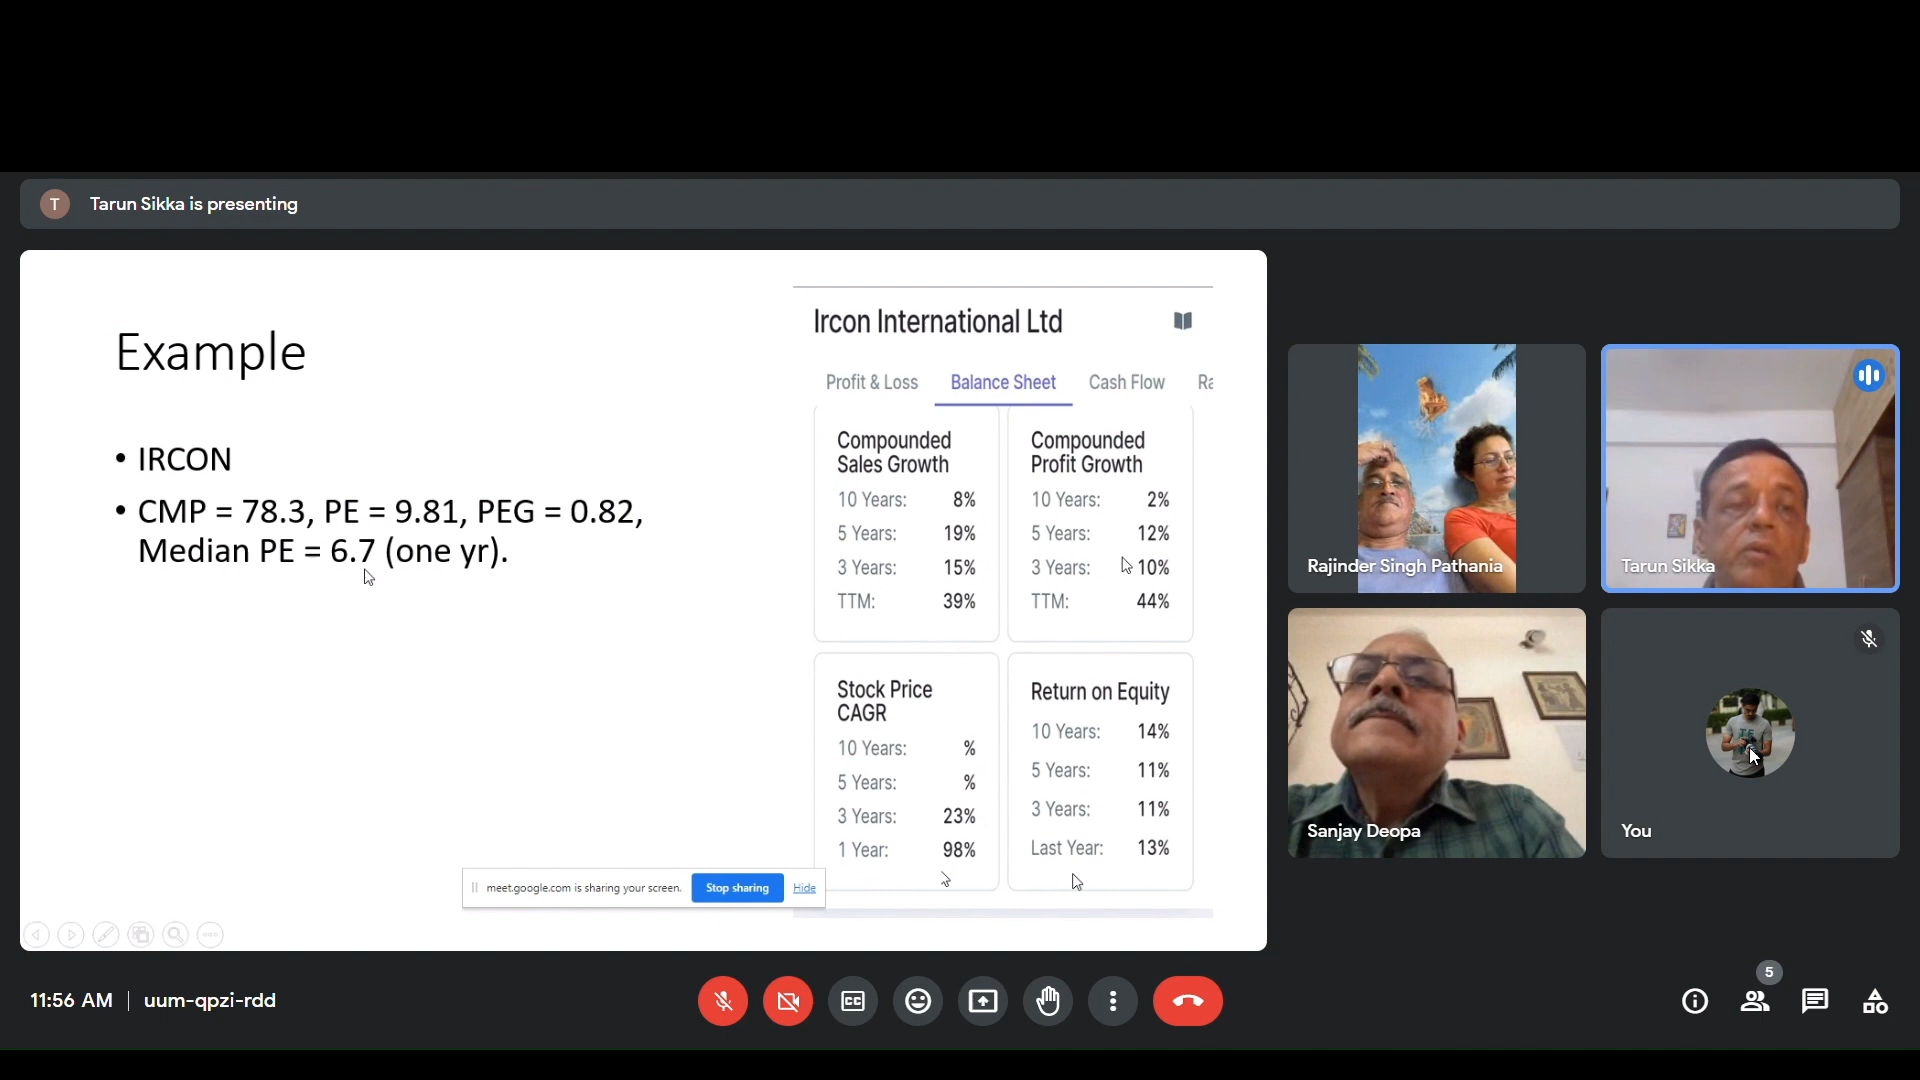 T
Tarun Sikka is presenting
Example
• IRCON
• CMP = 78.3, PE = 9.81, PEG = 0.82,
Median PE = 6.7 (one yr).
Ircon International Ltd
Profit & Loss Balance Sheet Cash Flow Ra
Compounded
Sales Growth
10 Years: 8%
5 Years: 19%
3 Years: 15%
TTM: 39%
Compounded
Profit Growth
10 Years: 2%
5 Years: 12%
3 Years: 10%
TTM: 44%
Stock Price
CAGR
10 Years: %
5 Years: %
3 Years: 23%
1 Year: 98%
Return on Equity
10 Years: 14%
5 Years: 11%
3 Years: 11%
Last Year: 13%
meet.google.com is sharing your screen. Stop sharing Hide
Rajinder Singh Pathania
Tarun Sikka
Sanjay Deopa
You
11:56 AM | uum-qpzi-rdd
CC
5